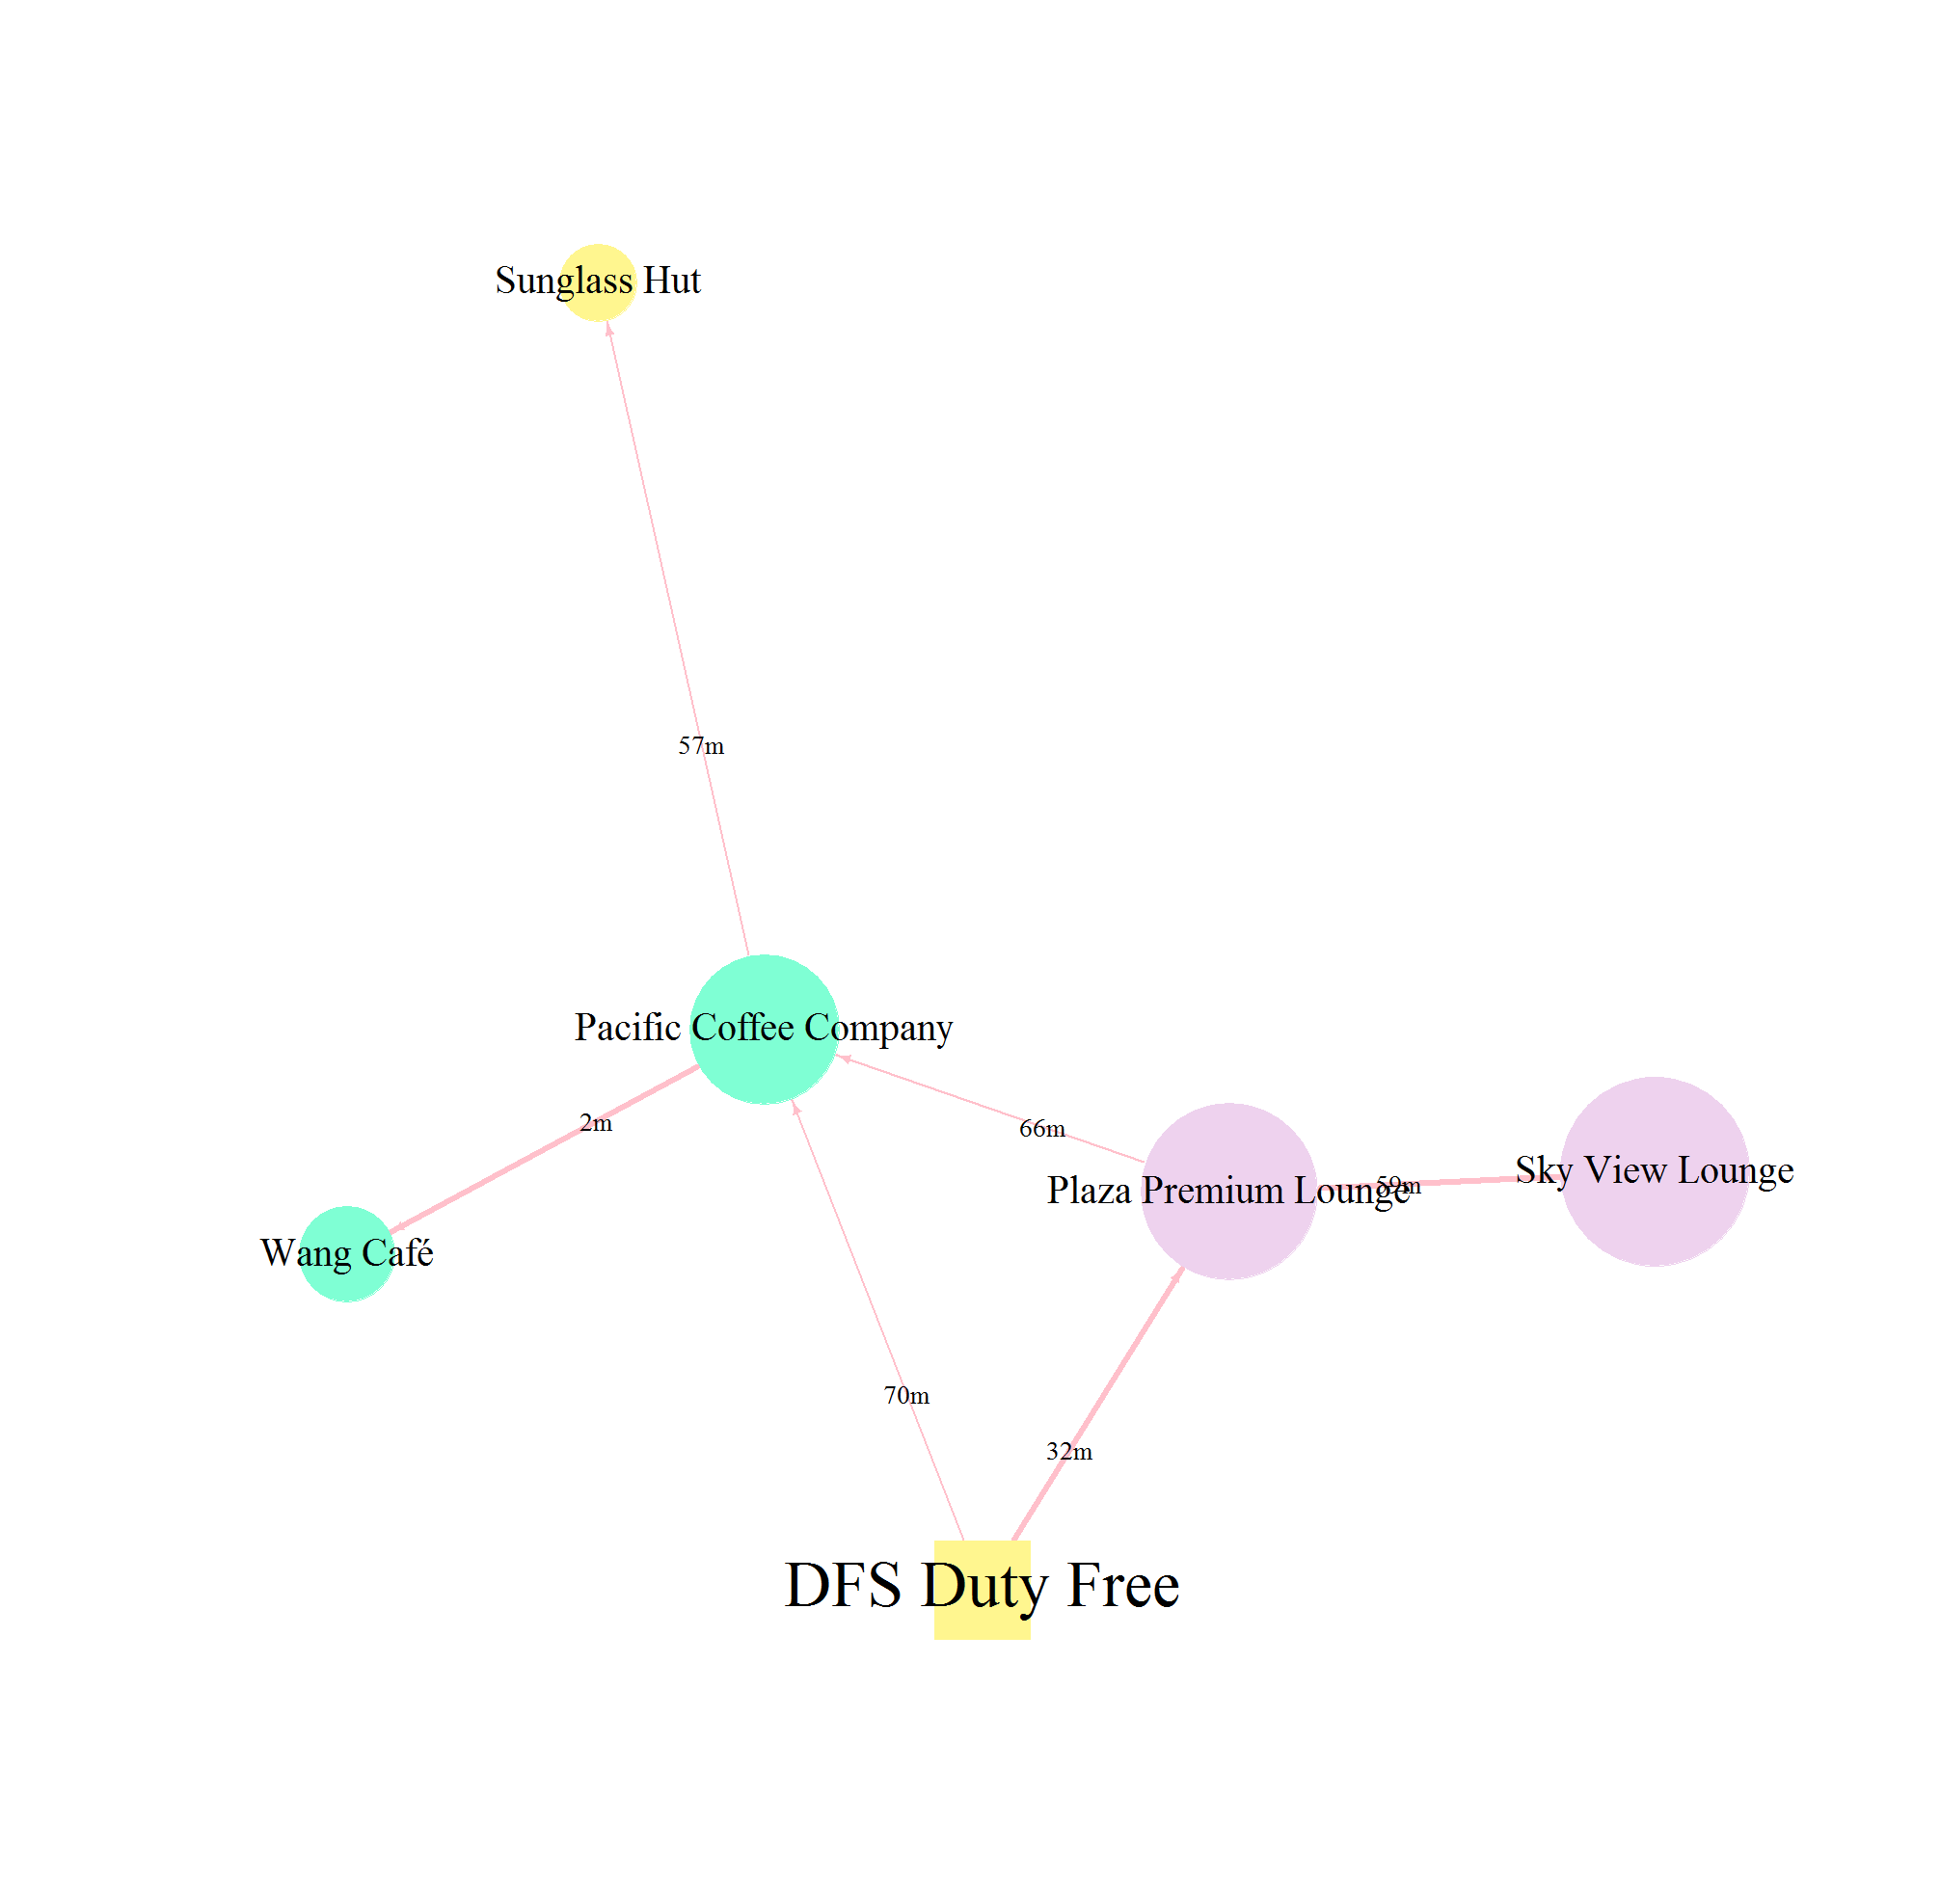 Sunglass Hut
57m
Pacific Coffee Company
2m
66m
Sky View Lounge
59m
Plaza Premium Lounge
Wang Café
70m
32m
DFS Duty Free